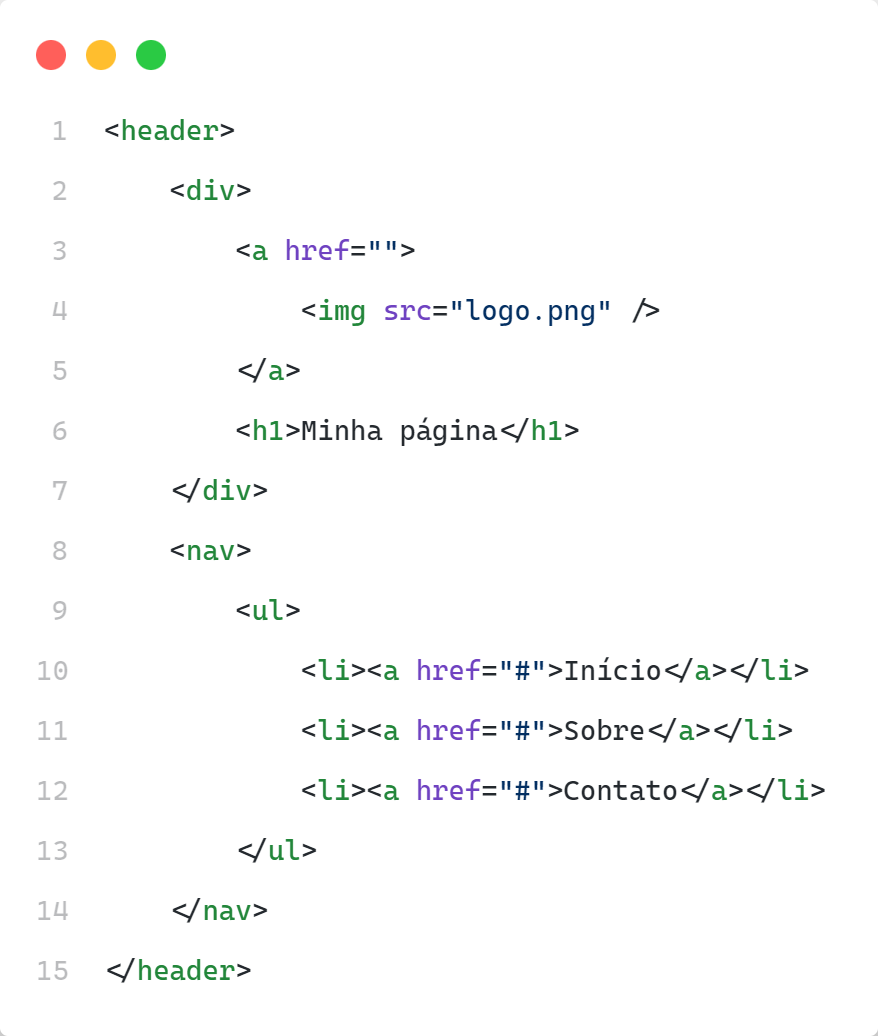 1 <header>
2     <div>
3         <a href="">
4             <img src="logo.png" />
5         </a>
6         <h1>Minha página</h1>
7     </div>
8     <nav>
9         <ul>
10             <li><a href="#">Início</a></li>
11             <li><a href="#">Sobre</a></li>
12             <li><a href="#">Contato</a></li>
13         </ul>
14     </nav>
15 </header>